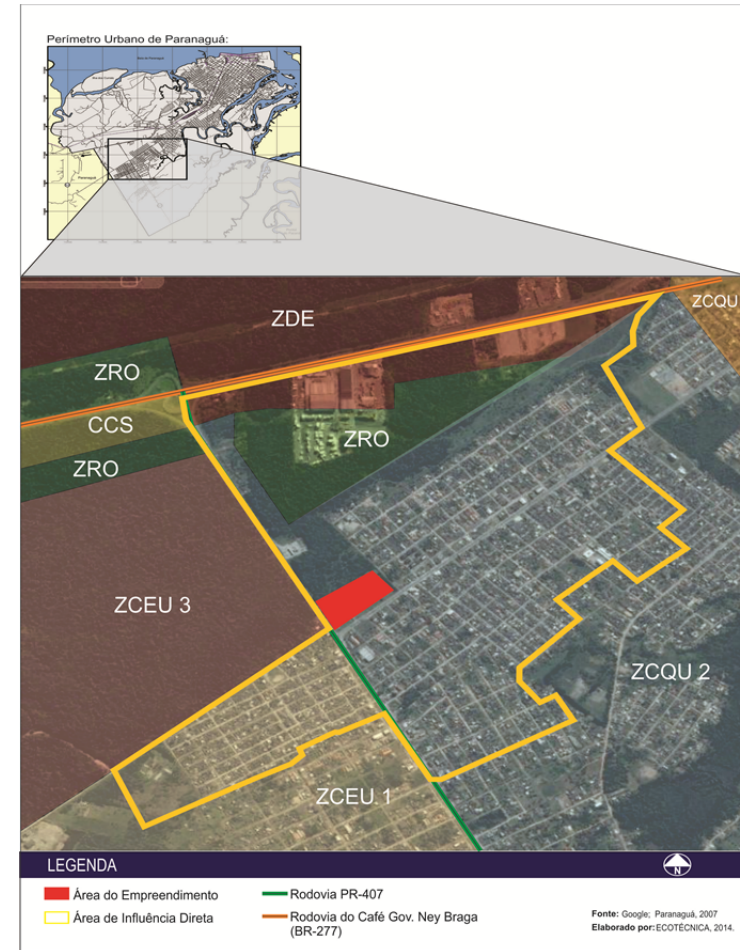 Perímetro Urbano de Paranaguá:
ZCQU
ZDE
ZRO
CCS
ZRO
ZRO
ZCEU 3
ZCQU 2
ZCEU 1
LEGENDA
N
Área do Empreendimento
Rodovia PR-407
Área de Influência Direta
Rodovia do Café Gov. Ney Braga
(BR-277)
Fonte: Google; Paranaguá, 2007
Elaborado por: ECOTÉCNICA, 2014.